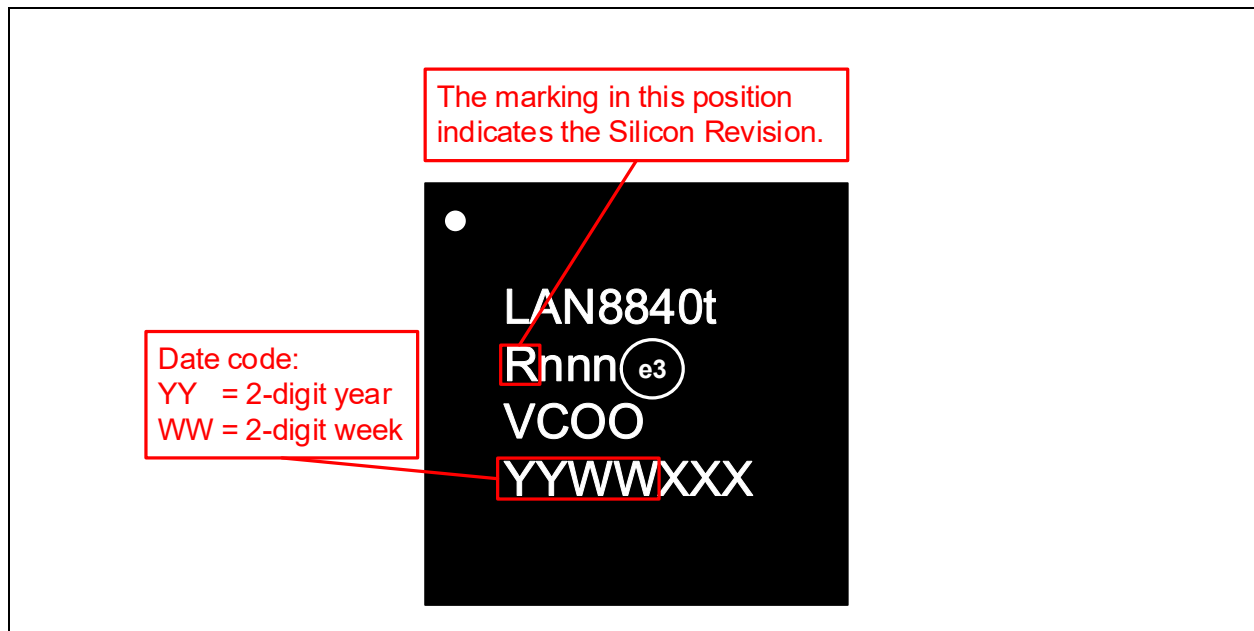 The marking in this position
indicates the Silicon Revision.
LAN8840t
Rnnn e3
VCOO
YYWWXXX
Date code:
YY = 2-digit year
WW = 2-digit week